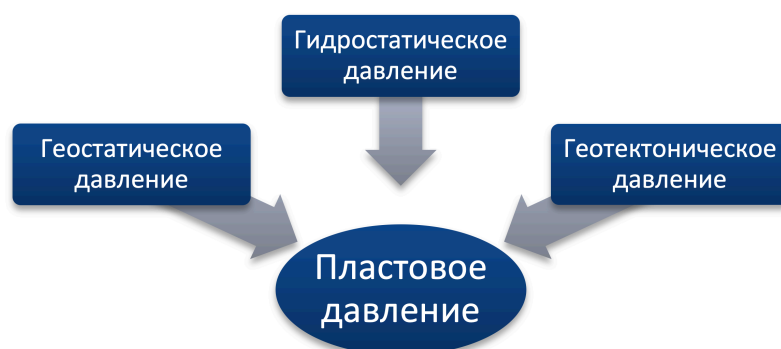 Гидростатическое
давление
Геостатическое
давление
Геотектоническое
давление
Пластовое
давление